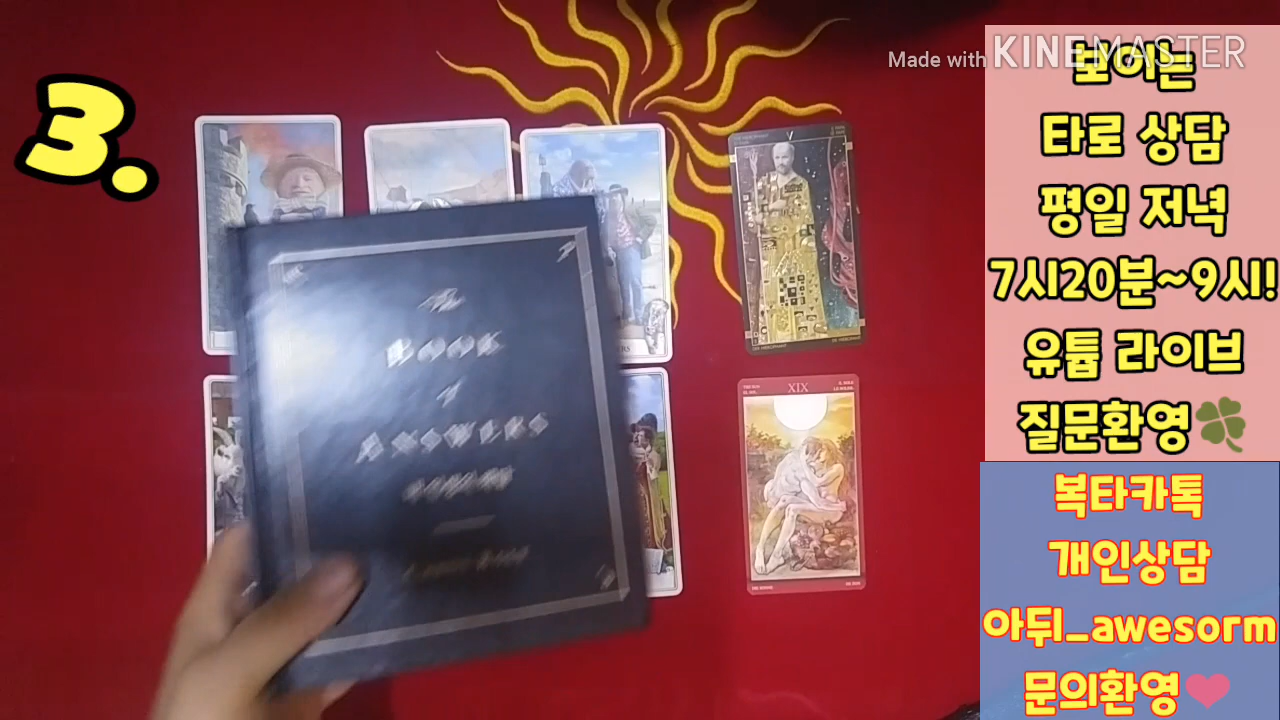 3.
Made with KINEMASTER
보이는
타로 상담
평일 저녁
7시20분~9시!
유튭 라이브
질문환영🍀
복타카톡
개인상담
아뒤_awesorm
문의환영❤
BOOK
ANSWERS
XIX